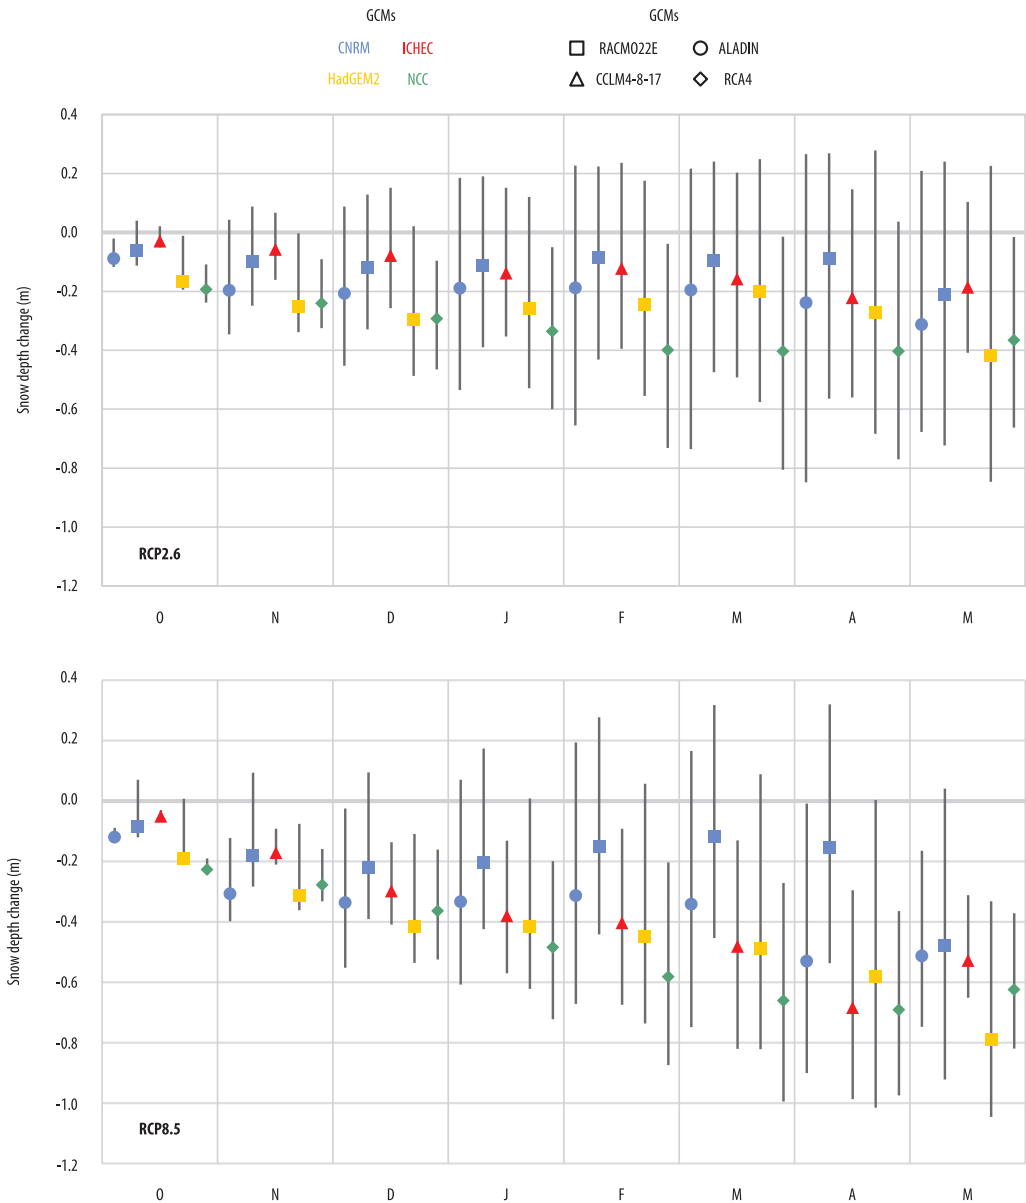 GCMs GCMs
CNRM ICHEC RACMO22E ALADIN
HadGEM2 NCC CCLM4-8-17 RCA4
0.4
0.2
0.0
-0.2
-0.4
-0.6
-0.8
-1.0
-1.2
Snow depth change (m)
RCP2.6
O N D J F M A M
0.4
0.2
0.0
-0.2
-0.4
-0.6
-0.8
-1.0
-1.2
Snow depth change (m)
RCP8.5
O N D J F M A M